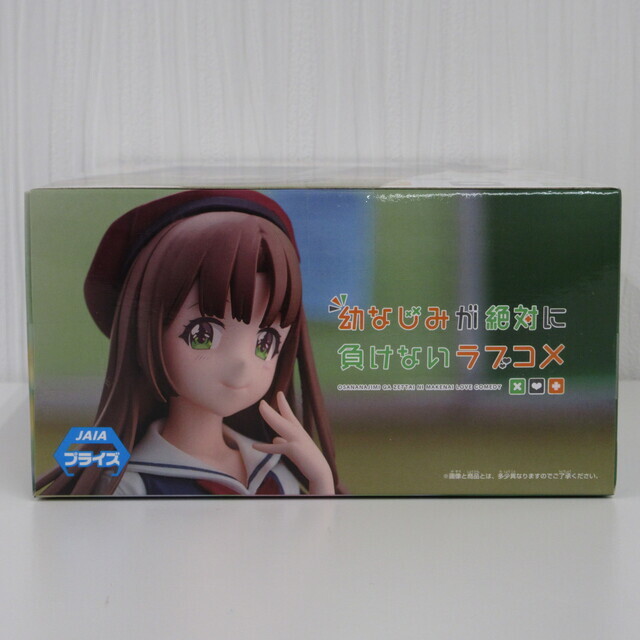 幼なじみが絶対に
負けないラブコメ
OSANANAJIMI GA ZETTAI NI MAKENAI LOVE COMEDY
JAIA
プライズ
※画像と商品とは、多少異なりますのでご了承ください。